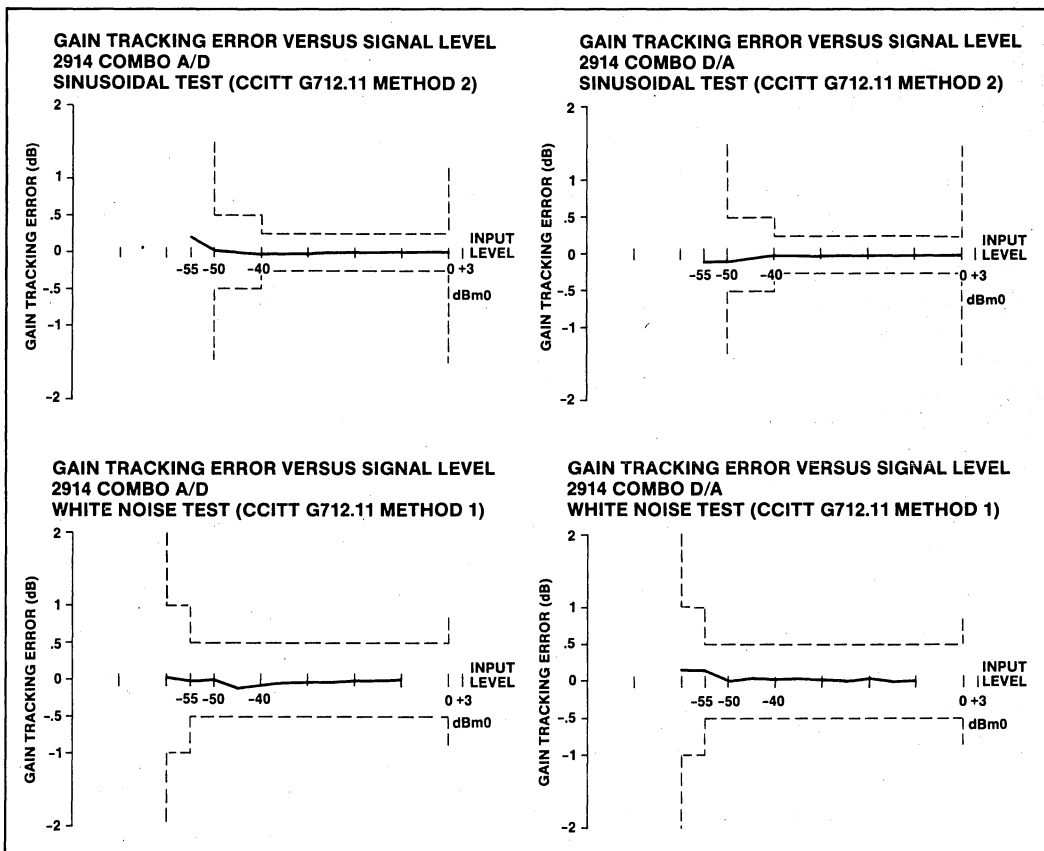 GAIN TRACKING ERROR VERSUS SIGNAL LEVEL
2914 COMBO A/D
SINUSOIDAL TEST (CCITT G712.11 METHOD 2)
GAIN TRACKING ERROR (dB)
2
1
.5
0
-.5
-1
-2
-55 -50 -40 0 +3
INPUT
LEVEL
dBm0
GAIN TRACKING ERROR VERSUS SIGNAL LEVEL
2914 COMBO D/A
SINUSOIDAL TEST (CCITT G712.11 METHOD 2)
GAIN TRACKING ERROR (dB)
2
1
.5
0
-.5
-1
-2
-55 -50 -40 0 +3
INPUT
LEVEL
dBm0
GAIN TRACKING ERROR VERSUS SIGNAL LEVEL
2914 COMBO A/D
WHITE NOISE TEST (CCITT G712.11 METHOD 1)
GAIN TRACKING ERROR (dB)
2
1
.5
0
-.5
-1
-2
-55 -50 -40 0 +3
INPUT
LEVEL
dBm0
GAIN TRACKING ERROR VERSUS SIGNAL LEVEL
2914 COMBO D/A
WHITE NOISE TEST (CCITT G712.11 METHOD 1)
GAIN TRACKING ERROR (dB)
2
1
.5
0
-.5
-1
-2
-55 -50 -40 0 +3
INPUT
LEVEL
dBm0